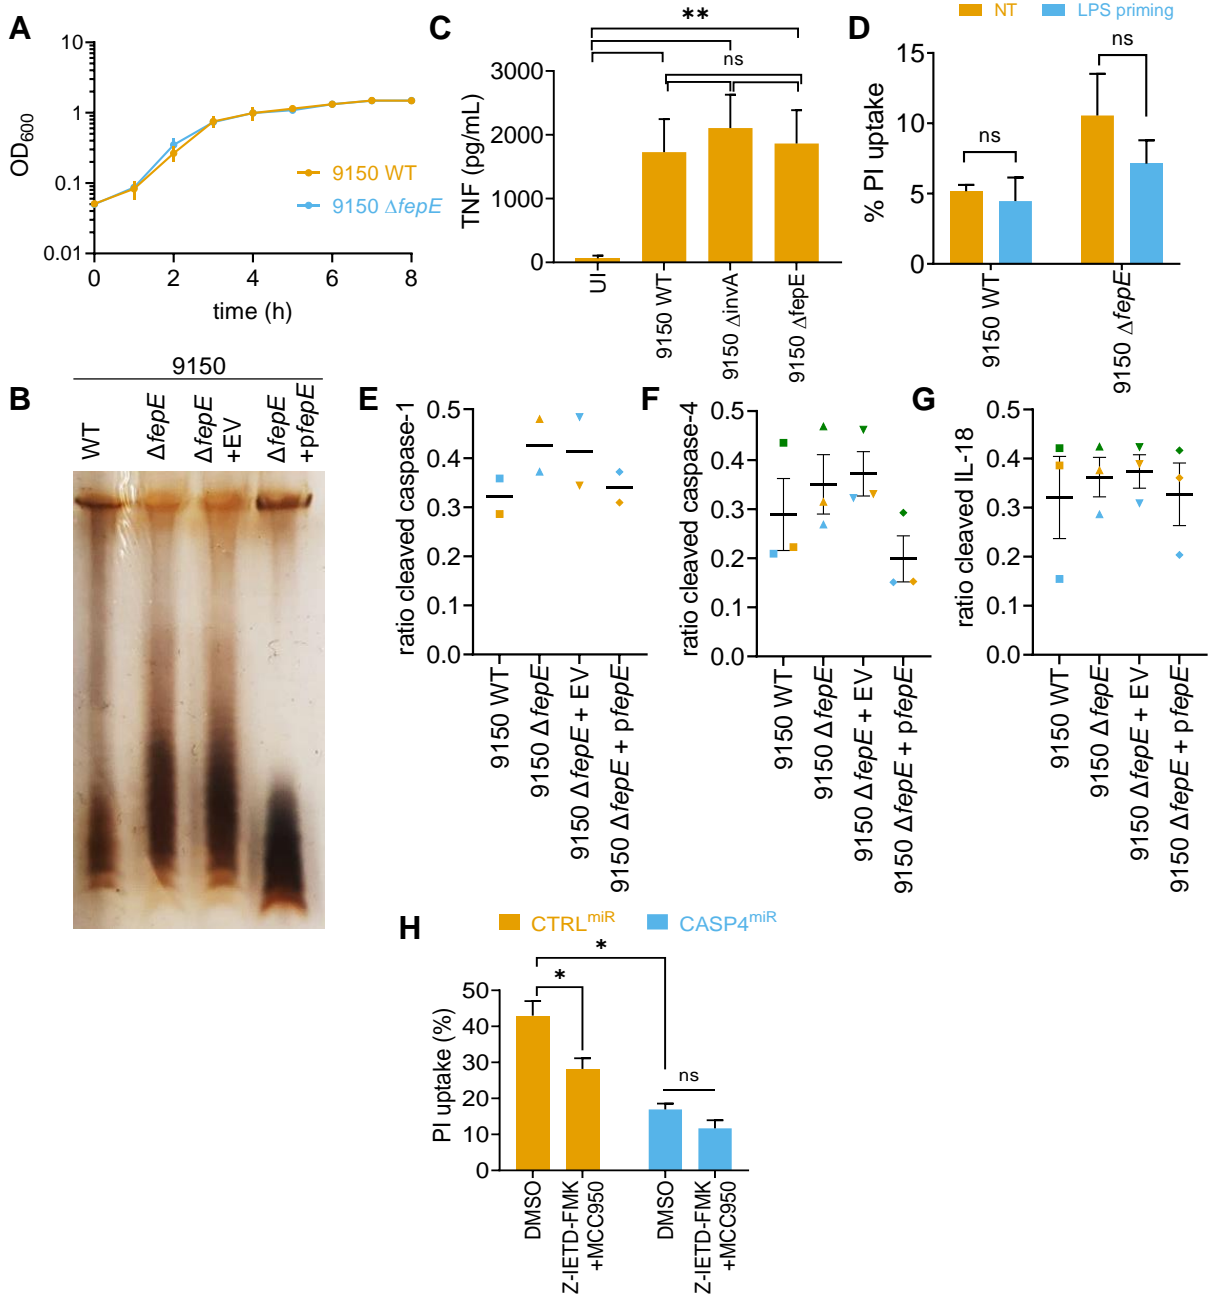 A
10
1
0.1
0.01
OD600
0
2
4
6
8
time (h)
9150 WT
9150 ΔfepE
B
9150
WT
ΔfepE
ΔfepE
+EV
ΔfepE
+pfepE
C
**
ns
3000
2000
1000
0
TNF (pg/mL)
UI
9150 WT
9150 ΔinvA
9150 ΔfepE
D
NT
LPS priming
15
10
5
0
% PI uptake
ns
ns
9150 WT
9150 ΔfepE
E
0.5
0.4
0.3
0.2
0.1
0.0
ratio cleaved caspase-1
9150 WT
9150 ΔfepE
9150 ΔfepE + EV
9150 ΔfepE + pfepE
F
0.5
0.4
0.3
0.2
0.1
0.0
ratio cleaved caspase-4
9150 WT
9150 ΔfepE
9150 ΔfepE + EV
9150 ΔfepE + pfepE
G
0.5
0.4
0.3
0.2
0.1
0.0
ratio cleaved IL-18
9150 WT
9150 ΔfepE
9150 ΔfepE + EV
9150 ΔfepE + pfepE
H
CTRL^miR
CASP4^miR
*
*
ns
50
40
30
20
10
0
PI uptake (%)
DMSO
Z-IETD-FMK
+MCC950
DMSO
Z-IETD-FMK
+MCC950